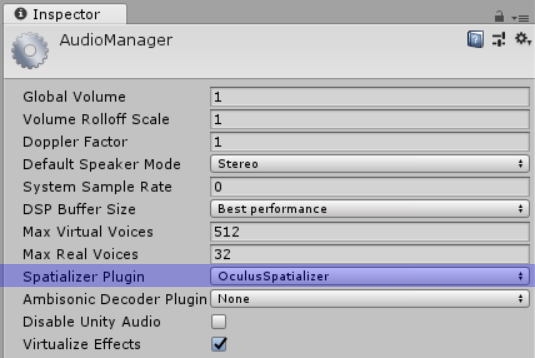 Inspector
AudioManager
Global Volume 1
Volume Rolloff Scale 1
Doppler Factor 1
Default Speaker Mode Stereo
System Sample Rate 0
DSP Buffer Size Best performance
Max Virtual Voices 512
Max Real Voices 32
Spatializer Plugin OculusSpatializer
Ambisonic Decoder Plugin None
Disable Unity Audio
Virtualize Effects